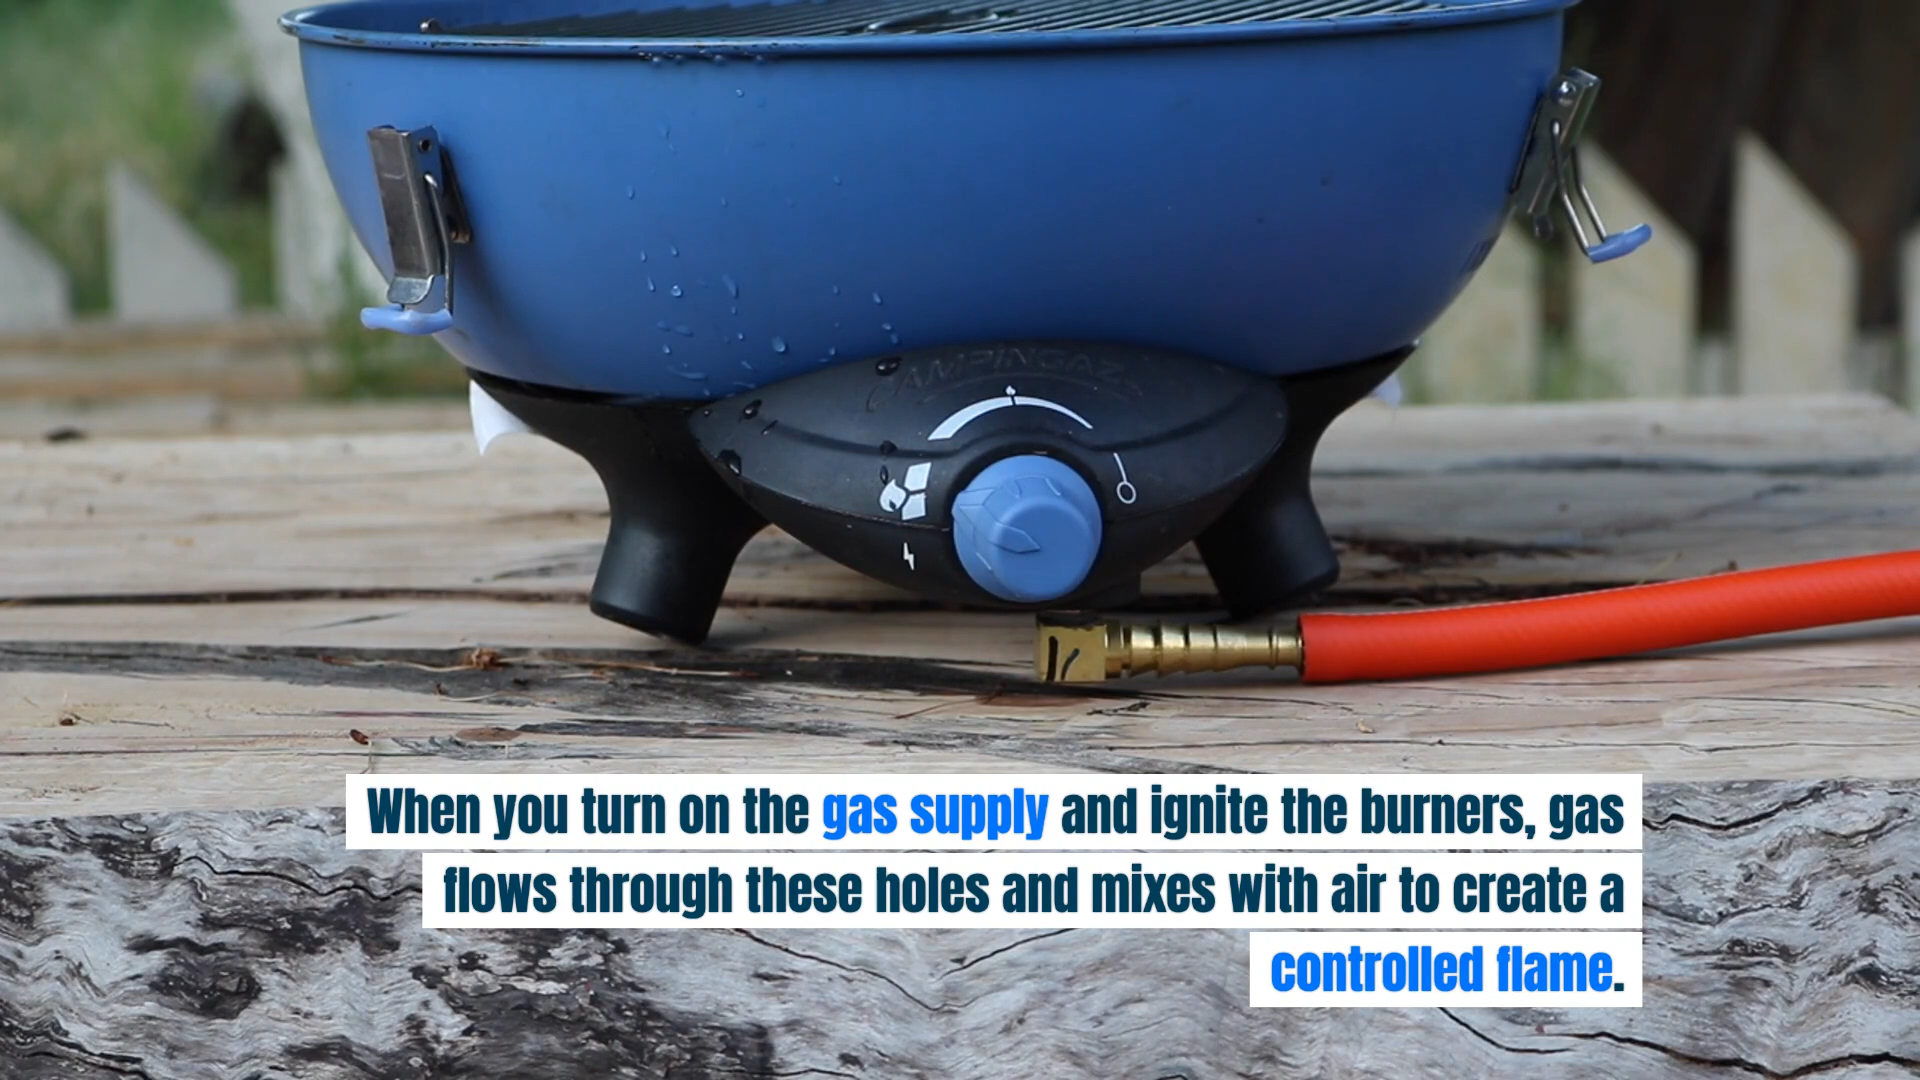 CAMPINGAZ
When you turn on the gas supply and ignite the burners, gas
flows through these holes and mixes with air to create a
controlled flame.